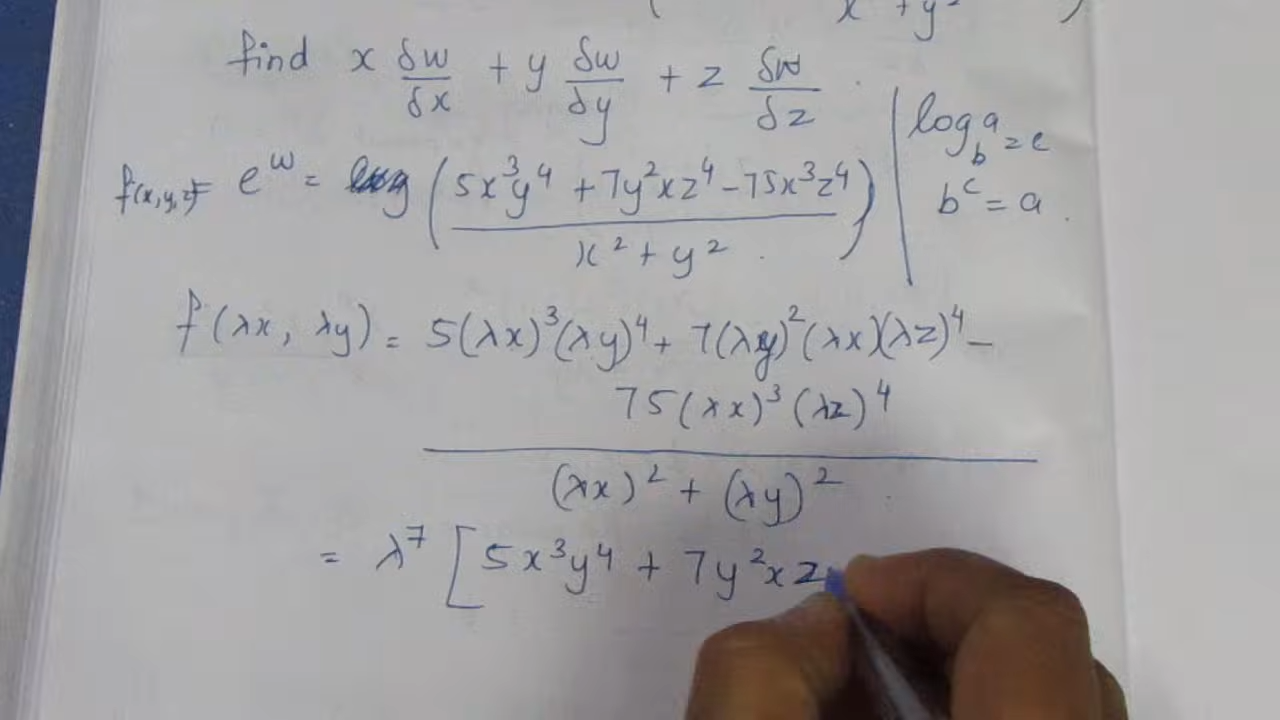 x² + y²
find x δw/δx + y δw/δy + z δw/δz .
log_b a = c
b^c = a .
f(x,y,z)= e^w = (5x³y⁴ + 7y²xz⁴ - 75x³z⁴ / x² + y²)
f(λx, λy) = 5(λx)³(λy)⁴ + 7(λy)²(λx)(λz)⁴ -
75(λx)³(λz)⁴
(λx)² + (λy)²
= λ⁷ [5x³y⁴ + 7y²xz